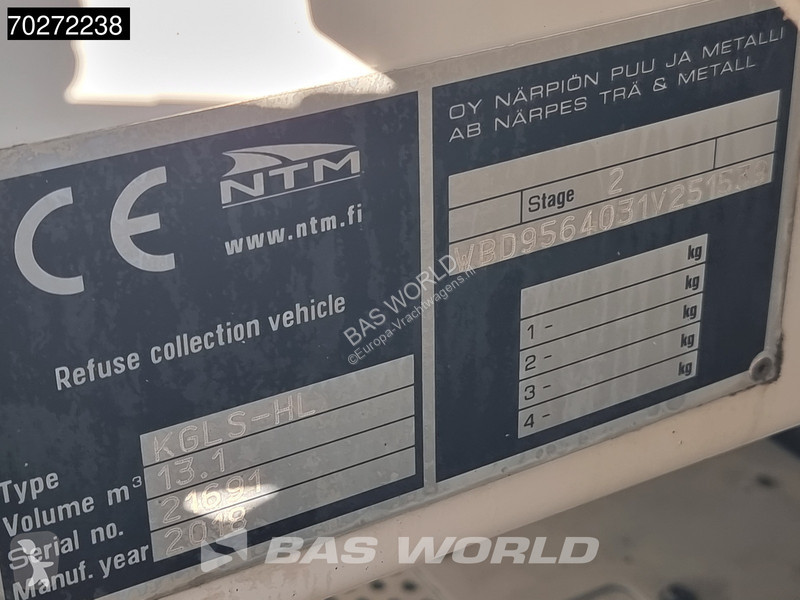 70272238
CE NTM
www.ntm.fi
Refuse collection vehicle
Type KGLS-HL
Volume m³ 13.1
Serial no. 21691
Manuf. year 2018
OY NÄRPIÖN PUU JA METALLI
AB NÄRPES TRÄ & METALL
Stage 2
kg
1 - kg
2 - kg
3 - kg
4 - kg
BAS WORLD
©Europa-Vrachtwagens.nl
BAS WORLD